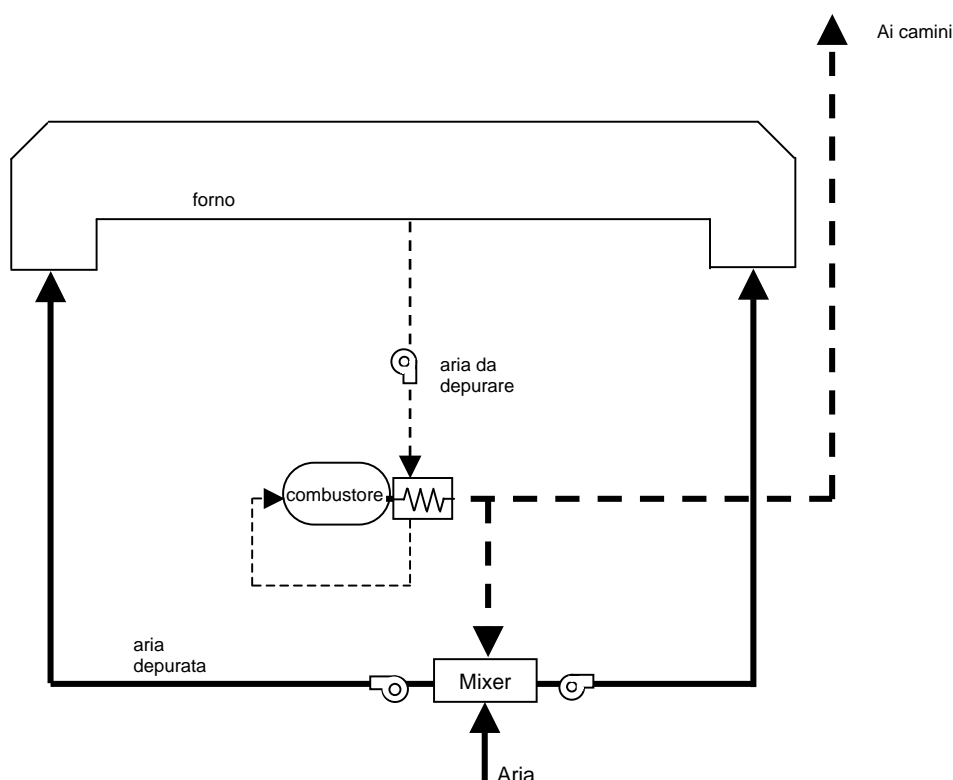 Ai camini
forno
aria da
depurare
combustore
aria
depurata
Mixer
Aria